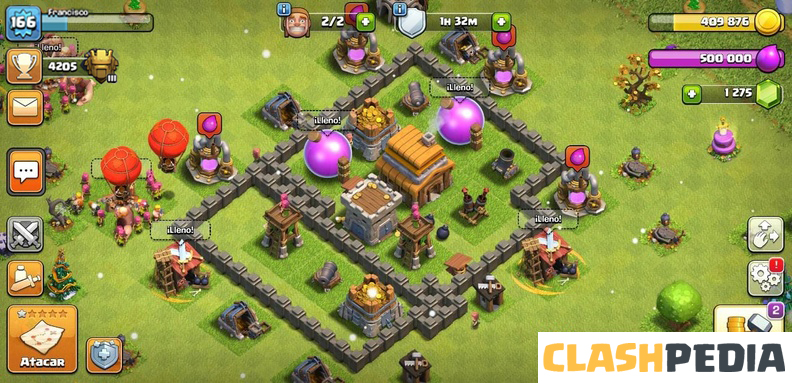 166
Francisco
4205
III
¡Lleno!
2/2
1H 32M
409 876
500 000
1 275
¡Lleno!
¡Lleno!
¡Lleno!
¡Lleno!
!
2
Atacar
CLASHPEDIA